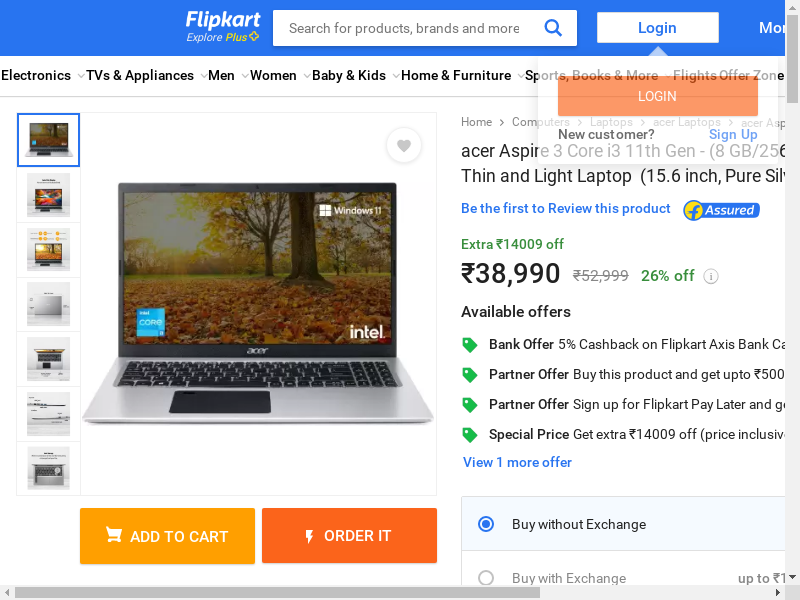 Flipkart
Explore Plus
Search for products, brands and more
Login
Electronics
TVs & Appliances
Men
Women
Baby & Kids
Home & Furniture
Sports, Books & More
Flights
Offer Zone
LOGIN
New customer?
Sign Up
Home
Computers
Laptops
acer Laptops
acer
acer Aspire 3 Core i3 11th Gen - (8 GB/256
Thin and Light Laptop (15.6 inch, Pure
Be the first to Review this product
Assured
Extra ₹14009 off
₹38,990 ₹52,999 26% off
Available offers
Bank Offer 5% Cashback on Flipkart Axis Bank
Partner Offer Buy this product and get upto ₹500
Partner Offer Sign up for Flipkart Pay Later and
Special Price Get extra ₹14009 off (price
View 1 more offer
Windows 11
intel
CORE
i3
intel
acer
ADD TO CART
ORDER IT
Buy without Exchange
Buy with Exchange
up to